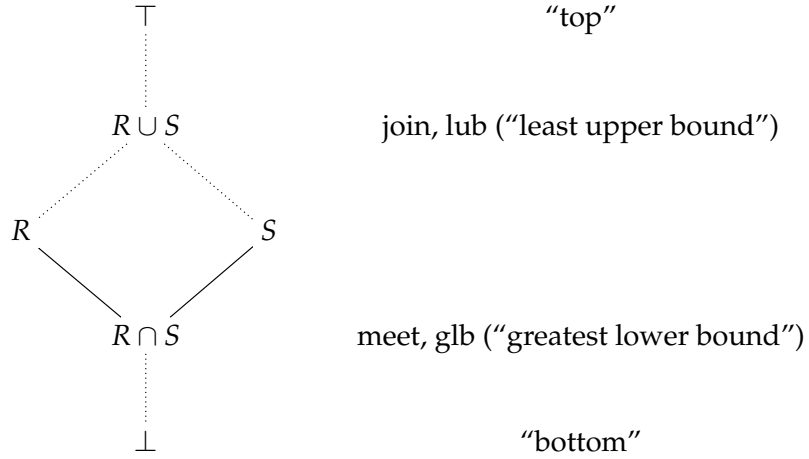 ⊤ “top”
R ∪ S join, lub (“least upper bound”)
R S
R ∩ S meet, glb (“greatest lower bound”)
⊥ “bottom”